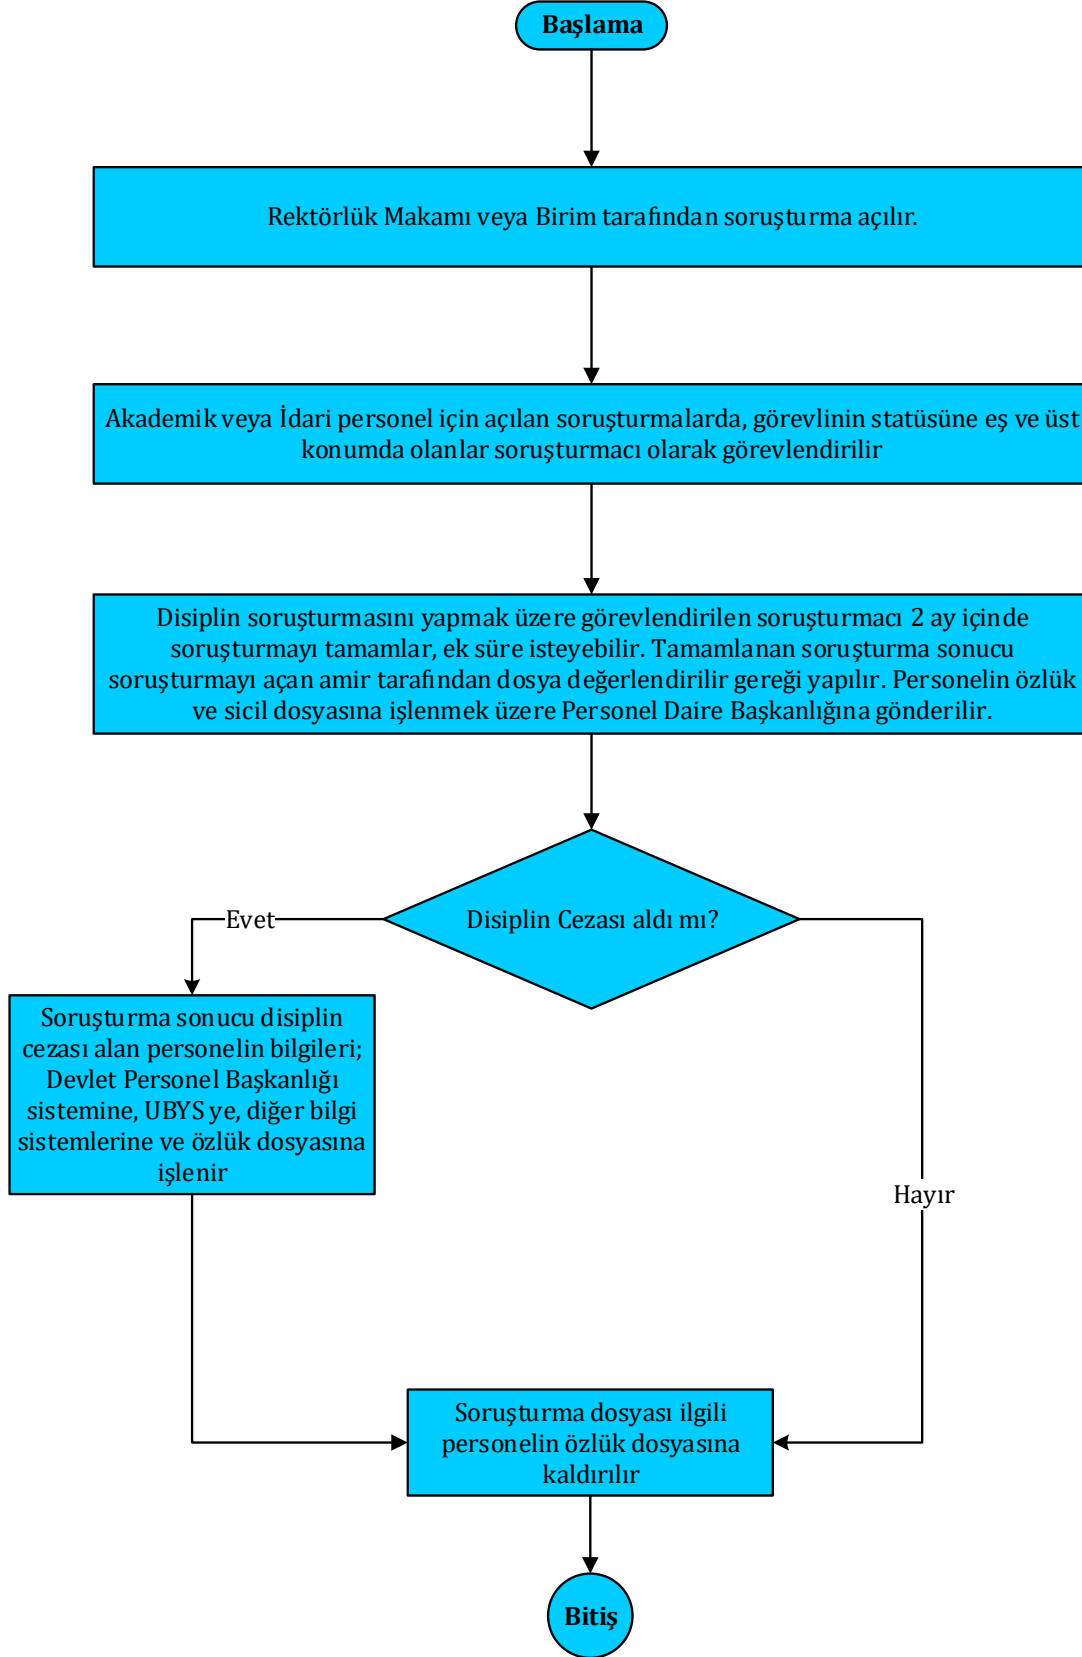 Başlama
Rektörlük Makamı veya Birim tarafından soruşturma açılır.
Akademik veya İdari personel için açılan soruşturmalarda, görevlinin statüsüne eş ve üst
konumda olanlar soruşturmacı olarak görevlendirilir
Disiplin soruşturmasını yapmak üzere görevlendirilen soruşturmacı 2 ay içinde
soruşturmayı tamamlar, ek süre isteyebilir. Tamamlanan soruşturma sonucu
soruşturmayı açan amir tarafından dosya değerlendirilir gereği yapılır. Personelin özlük
ve sicil dosyasına işlenmek üzere Personel Daire Başkanlığına gönderilir.
Disiplin Cezası aldı mı?
Evet
Soruşturma sonucu disiplin
cezası alan personelin bilgileri;
Devlet Personel Başkanlığı
sistemine, UBYS ye, diğer bilgi
sistemlerine ve özlük dosyasına
işlenir
Hayır
Soruşturma dosyası ilgili
personelin özlük dosyasına
kaldırılır
Bitiş